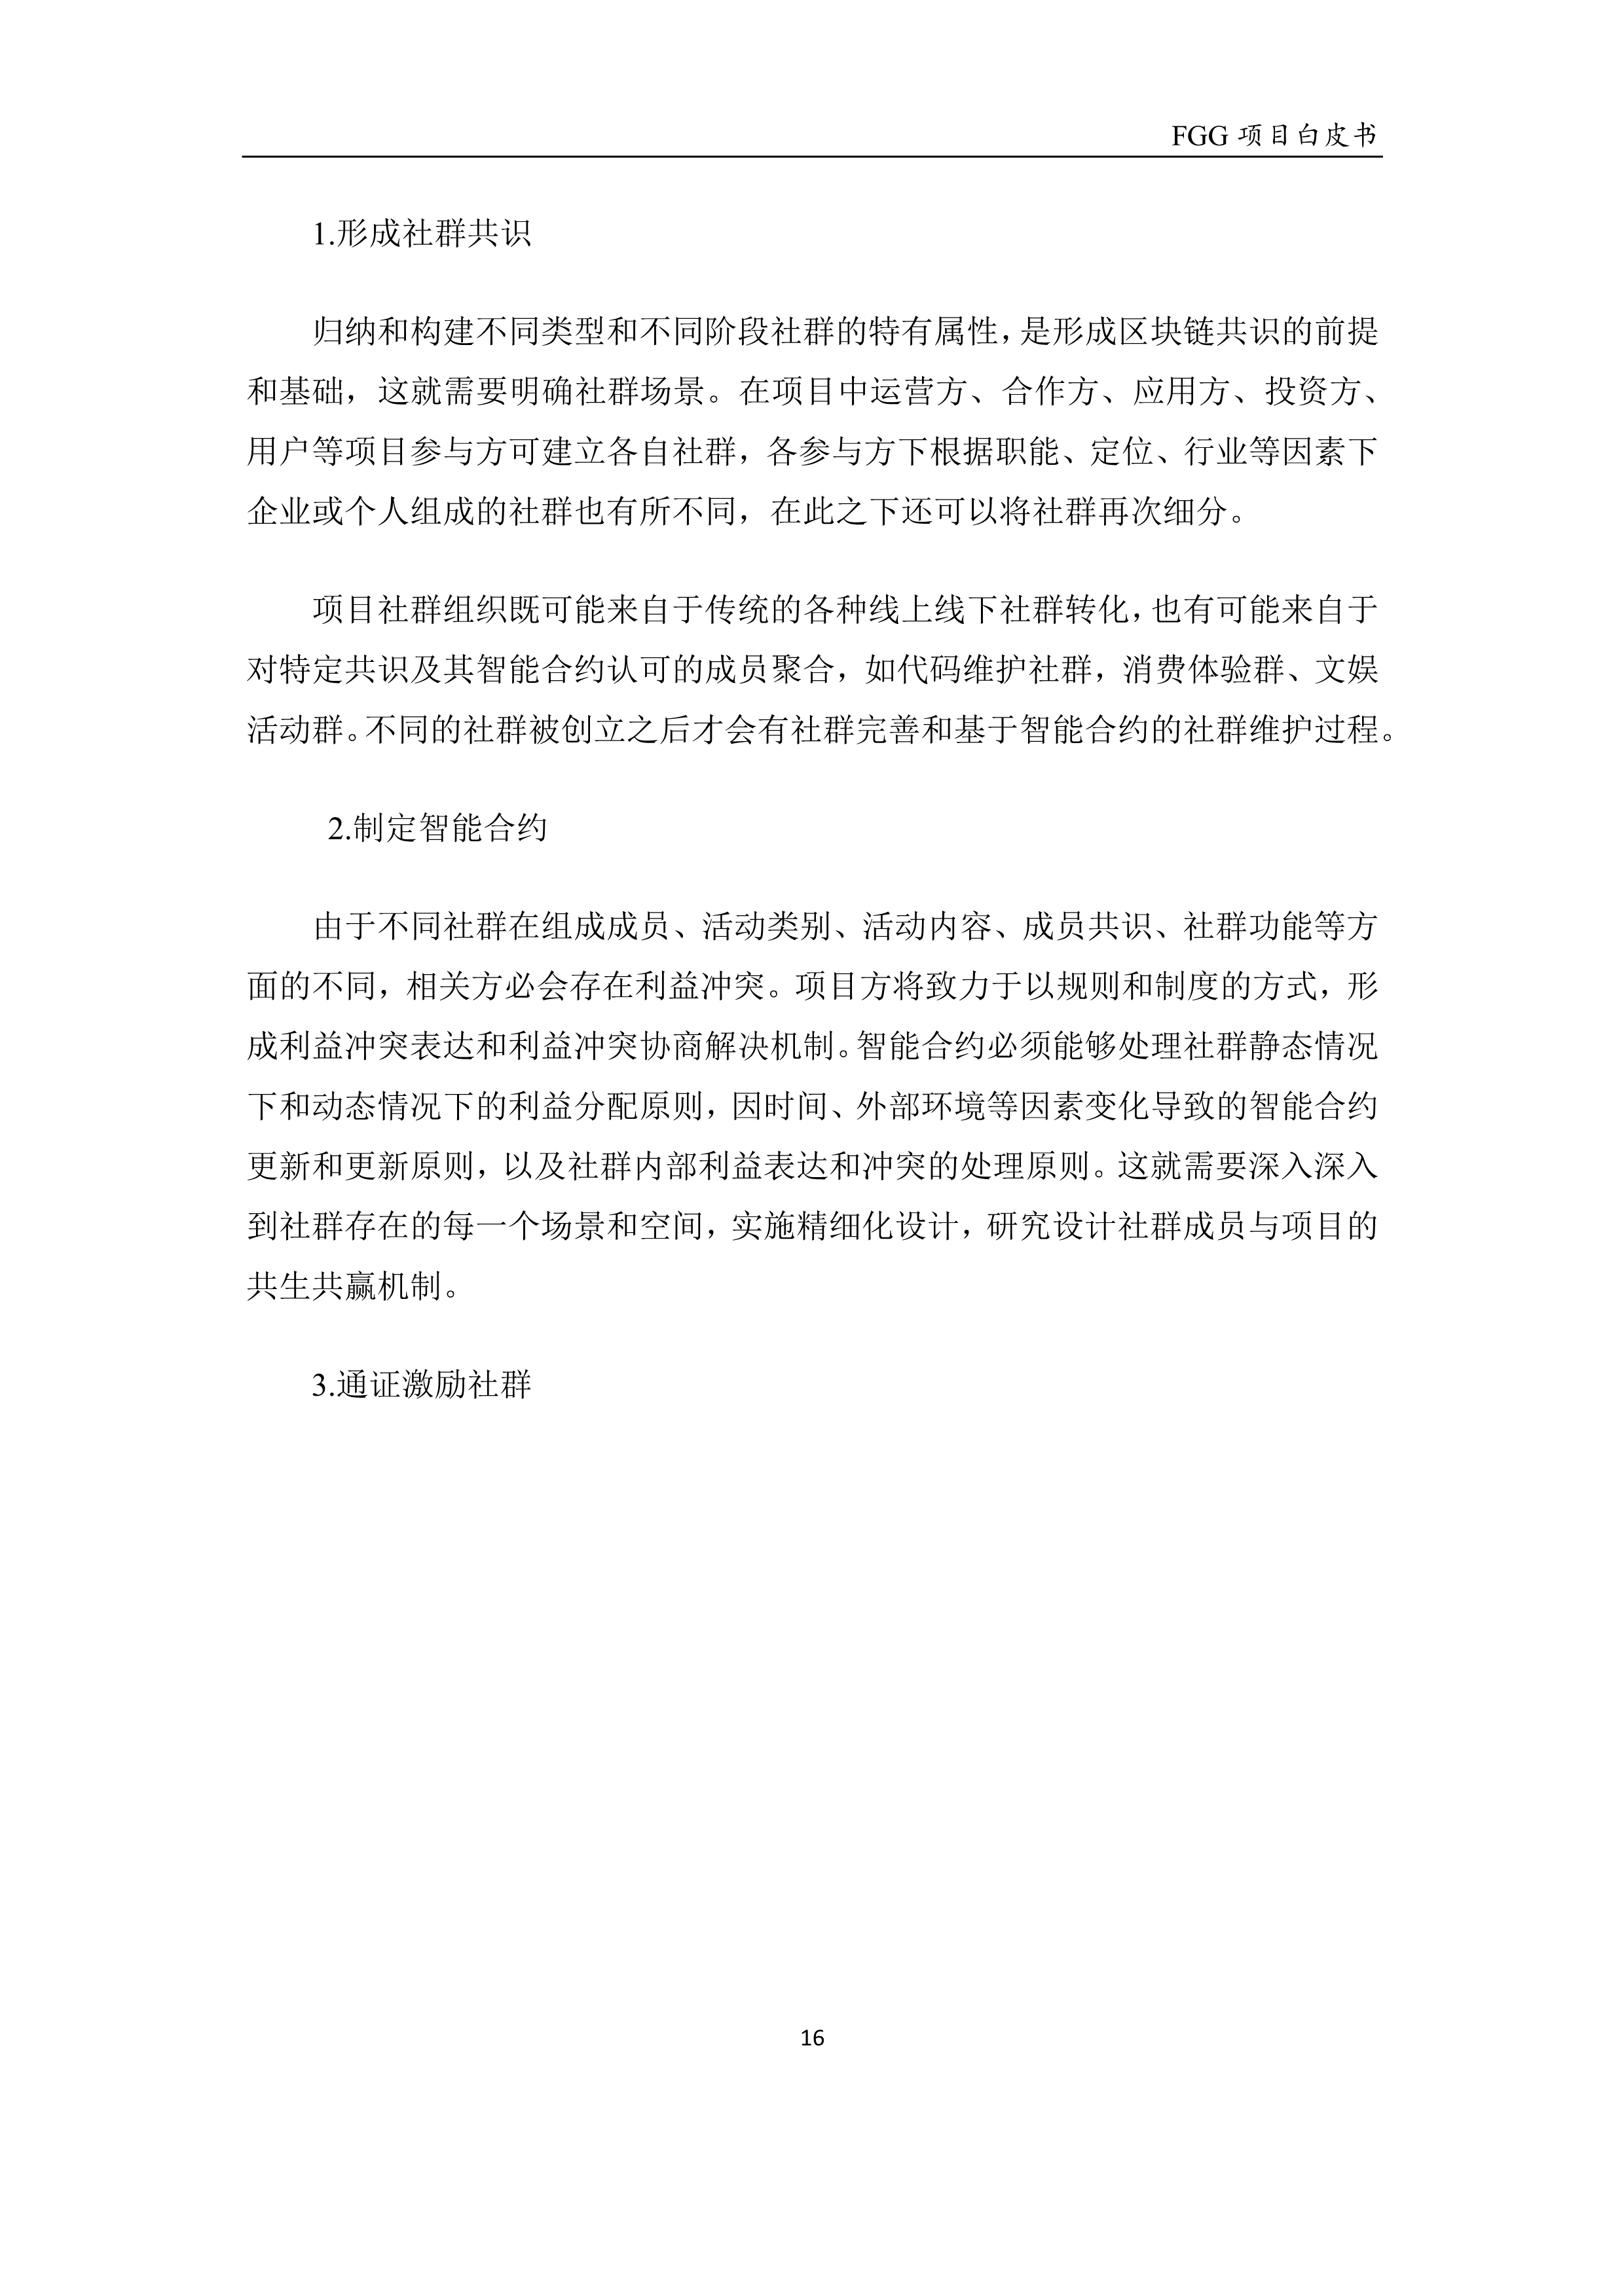 FGG 项目白皮书
1.形成社群共识
归纳和构建不同类型和不同阶段社群的特有属性，是形成区块链共识的前提
和基础，这就需要明确社群场景。在项目中运营方、合作方、应用方、投资方、
用户等项目参与方可建立各自社群，各参与方下根据职能、定位、行业等因素下
企业或个人组成的社群也有所不同，在此之下还可以将社群再次细分。
项目社群组织既可能来自于传统的各种线上线下社群转化，也有可能来自于
对特定共识及其智能合约认可的成员聚合，如代码维护社群，消费体验群、文娱
活动群。不同的社群被创立之后才会有社群完善和基于智能合约的社群维护过程。
2.制定智能合约
由于不同社群在组成成员、活动类别、活动内容、成员共识、社群功能等方
面的不同，相关方必会存在利益冲突。项目方将致力于以规则和制度的方式，形
成利益冲突表达和利益冲突协商解决机制。智能合约必须能够处理社群静态情况
下和动态情况下的利益分配原则，因时间、外部环境等因素变化导致的智能合约
更新和更新原则，以及社群内部利益表达和冲突的处理原则。这就需要深入深入
到社群存在的每一个场景和空间，实施精细化设计，研究设计社群成员与项目的
共生共赢机制。
3.通证激励社群
16